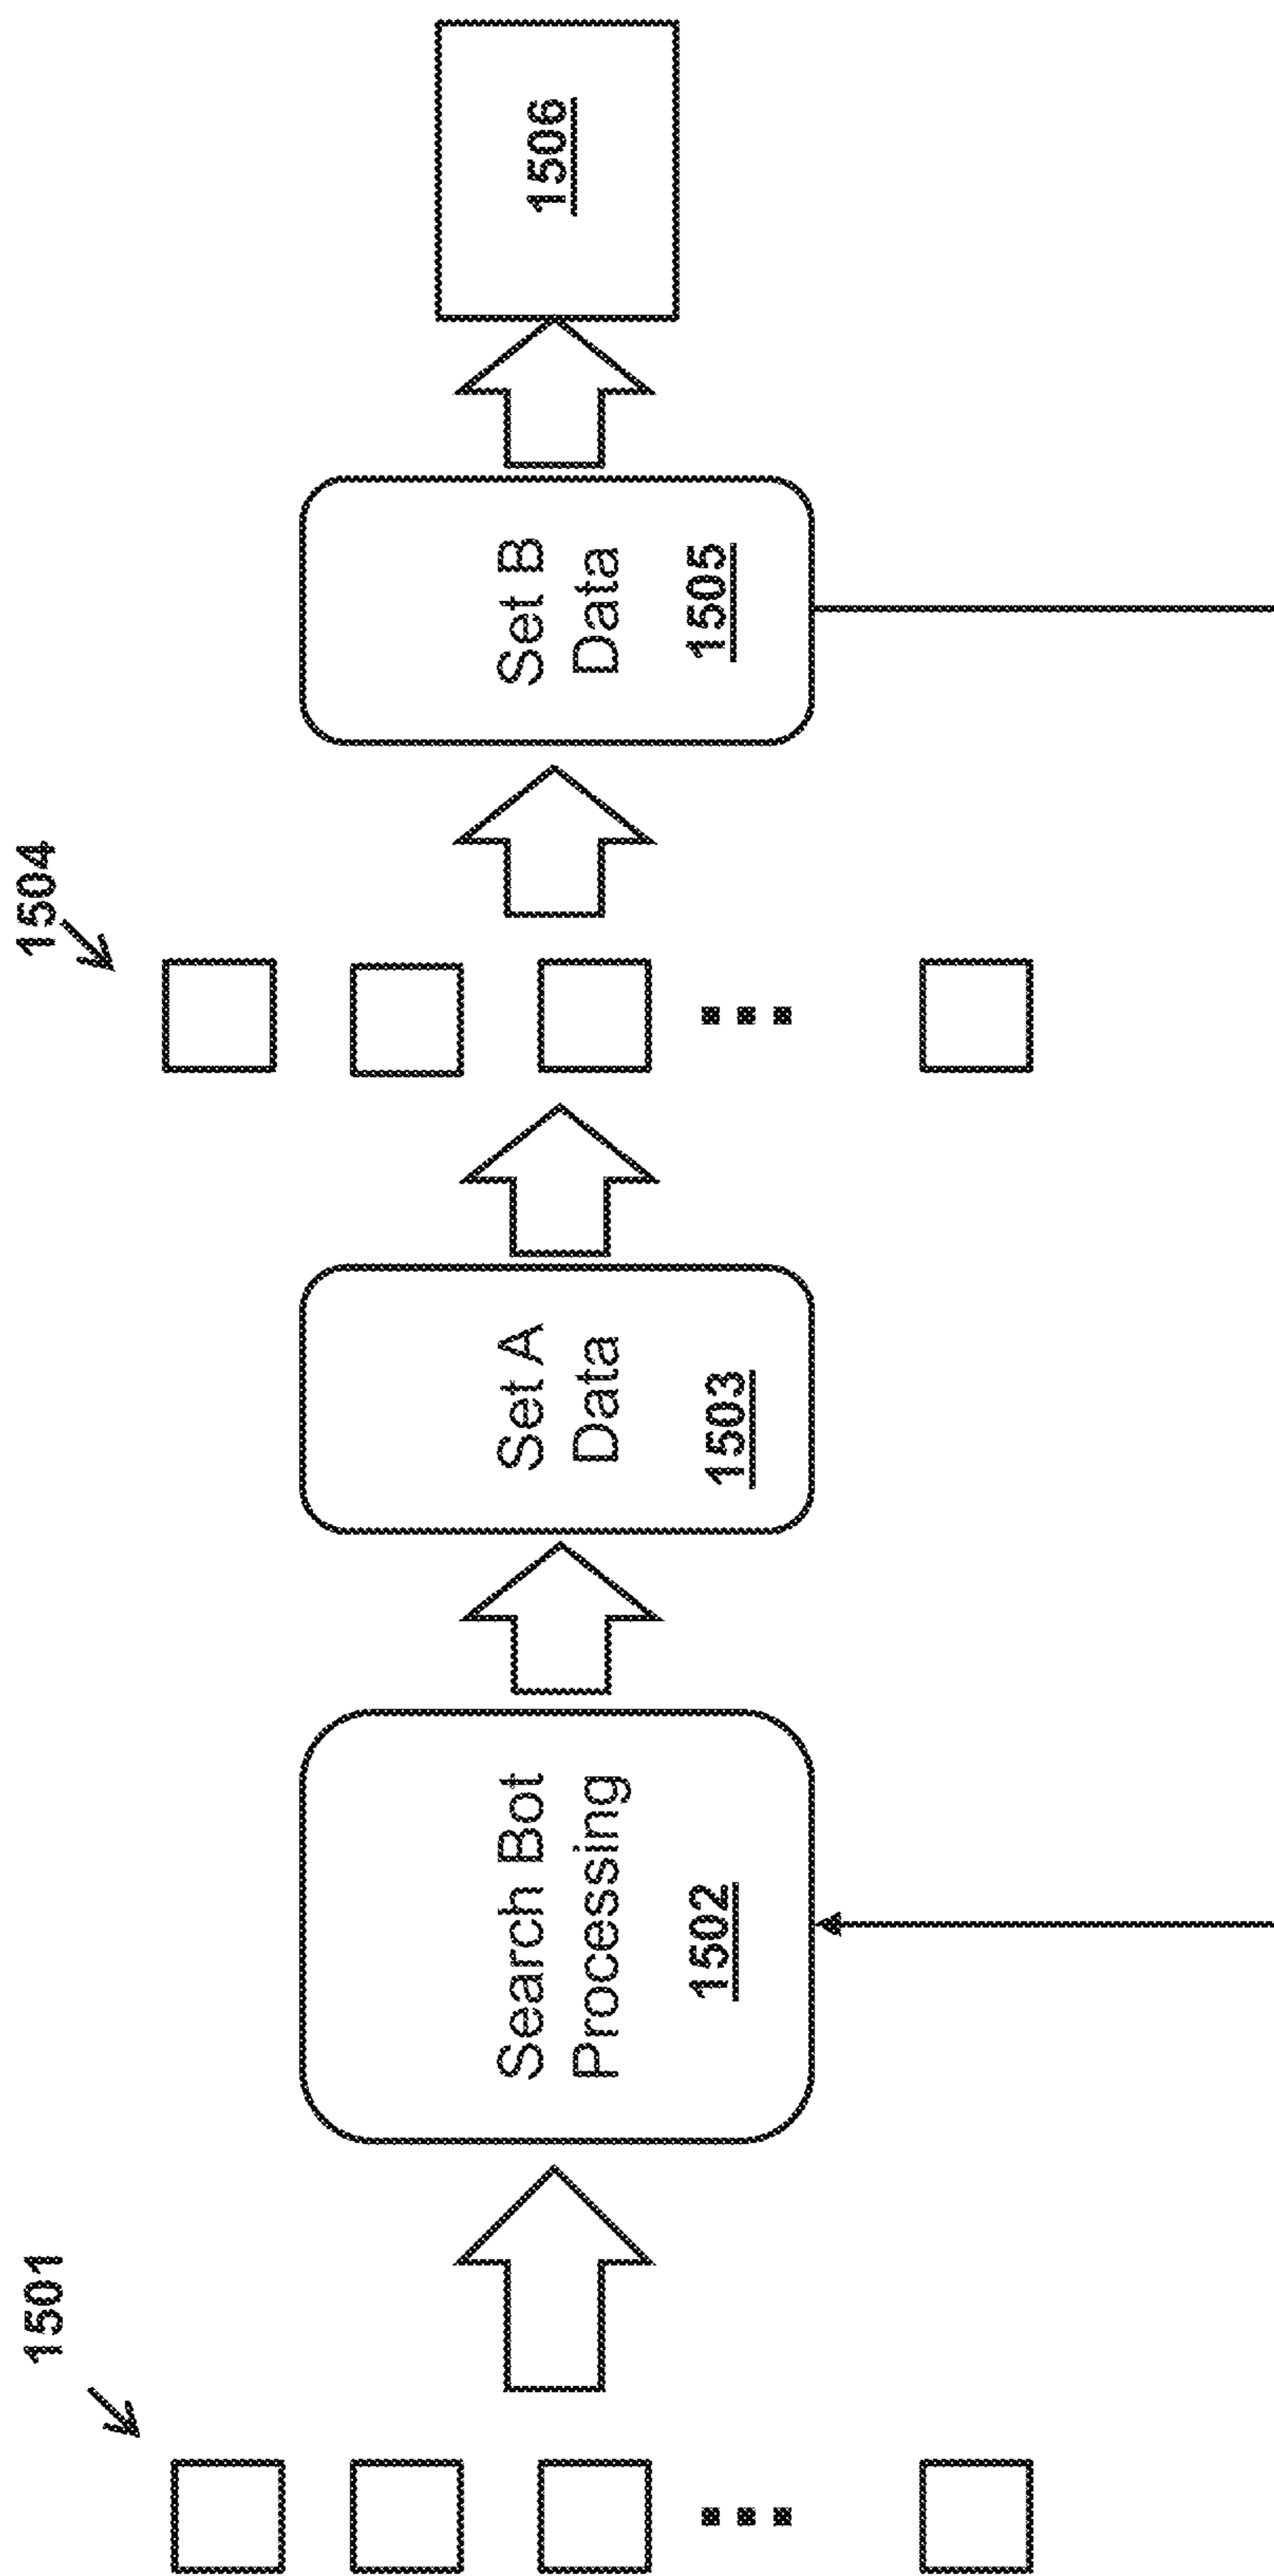 1501
Search Bot
Processing
1502
Set A
Data
1503
1504
Set B
Data
1505
1506